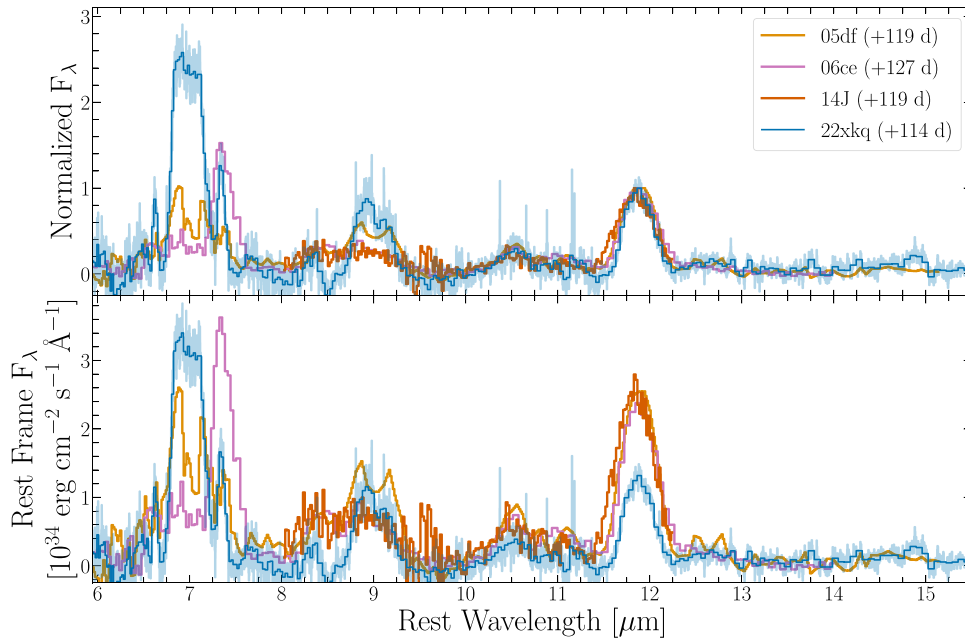 3
2
1
0
Normalized F_λ
05df (+119 d)
06ce (+127 d)
14J (+119 d)
22xkq (+114 d)
3
2
1
0
Rest Frame F_λ
[10³⁴ erg cm⁻² s⁻¹ Å⁻¹]
6 7 8 9 10 11 12 13 14 15
Rest Wavelength [μm]